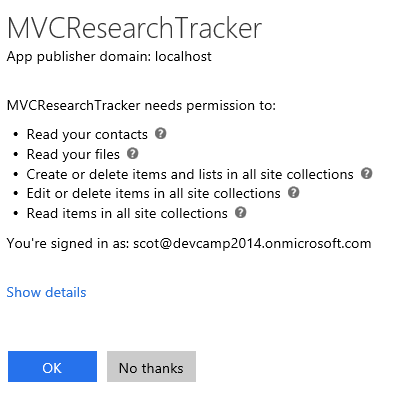 MVCResearchTracker
App publisher domain: localhost
MVCResearchTracker needs permission to:
• Read your contacts ?
• Read your files ?
• Create or delete items and lists in all site collections ?
• Edit or delete items in all site collections ?
• Read items in all site collections ?
You're signed in as: scot@devcamp2014.onmicrosoft.com
Show details
OK
No thanks